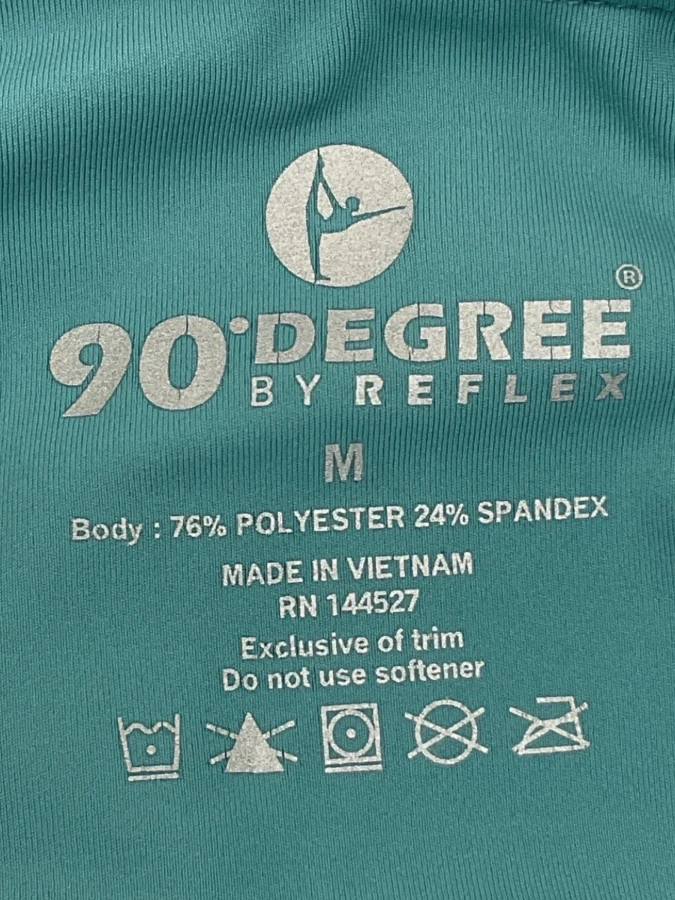 ®
90°DEGREE
BY REFLEX
M
Body : 76% POLYESTER 24% SPANDEX
MADE IN VIETNAM
RN 144527
Exclusive of trim
Do not use softener